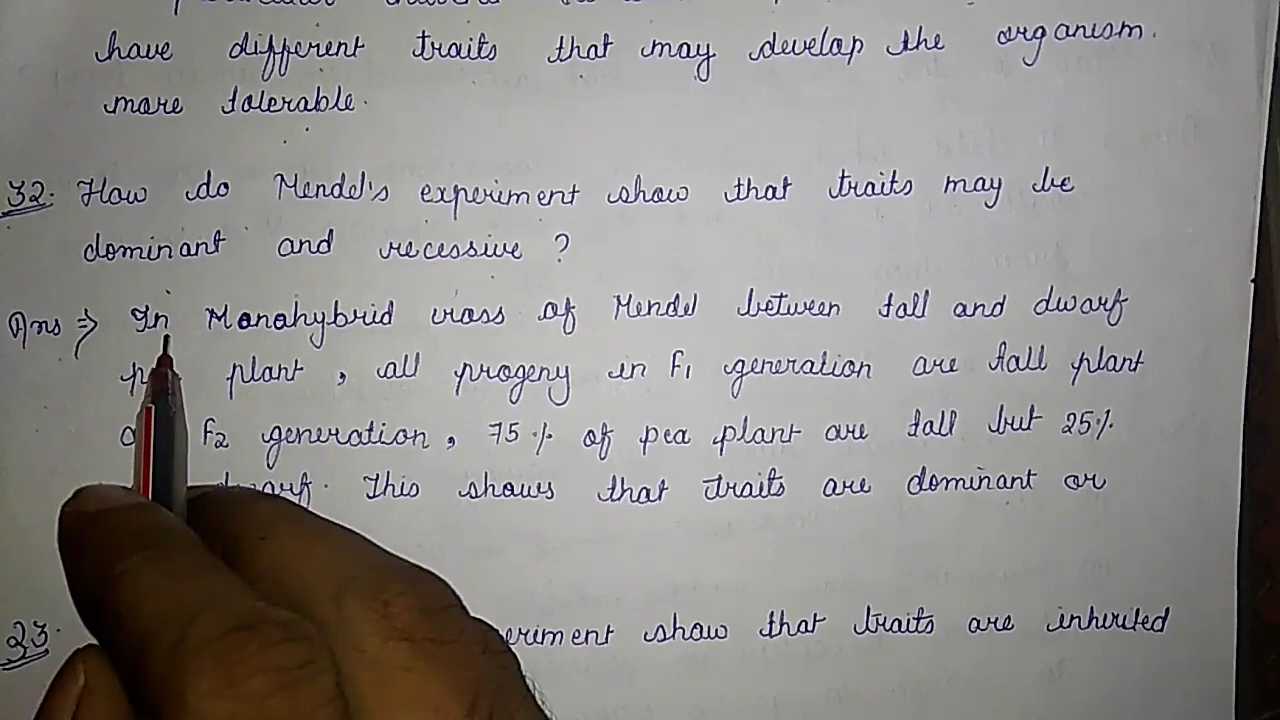 have different traits that may develop the organism.
more tolerable.
32. How do Mendel's experiment show that traits may be
dominant and recessive ?
Ans ⇒ In Monohybrid cross of Mendel between tall and dwarf
plant, all progeny in F1 generation are tall plant
F2 generation, 75% of pea plant are tall but 25%
dwarf. This shows that traits are dominant or
23. eriment show that traits are inherited